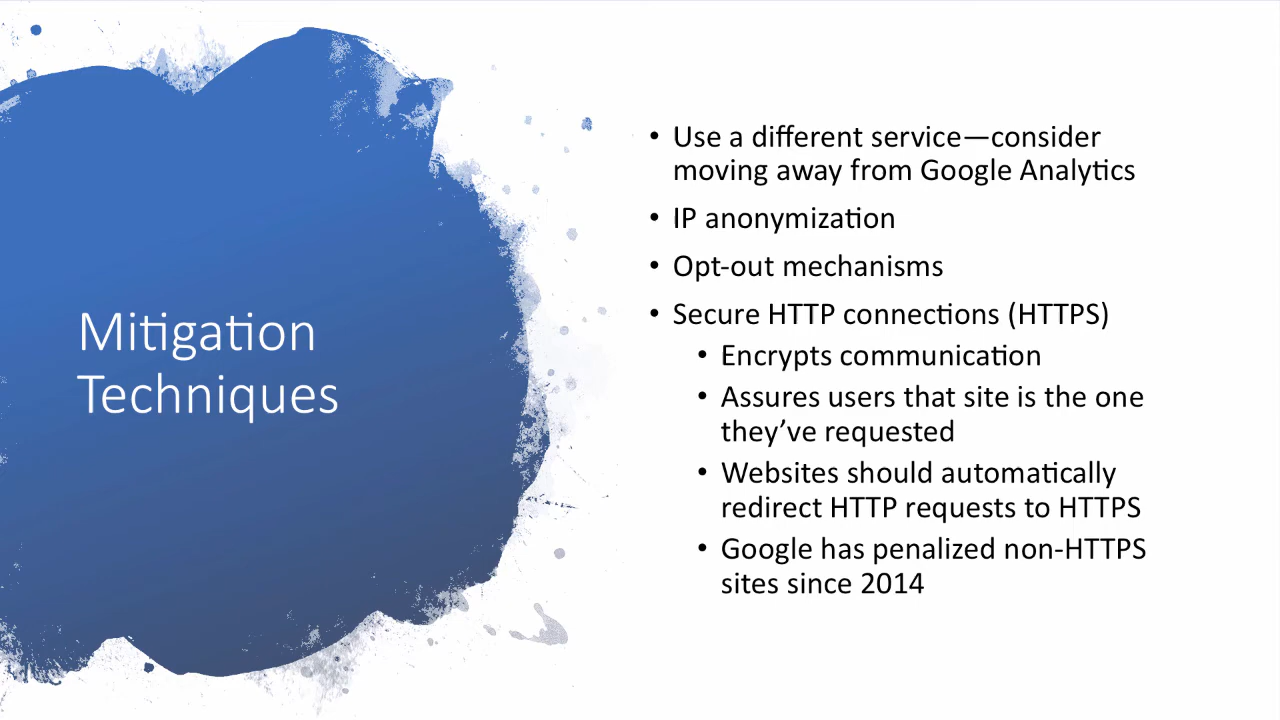 Mitigation
Techniques
• Use a different service—consider
moving away from Google Analytics
• IP anonymization
• Opt-out mechanisms
• Secure HTTP connections (HTTPS)
• Encrypts communication
• Assures users that site is the one
they’ve requested
• Websites should automatically
redirect HTTP requests to HTTPS
• Google has penalized non-HTTPS
sites since 2014